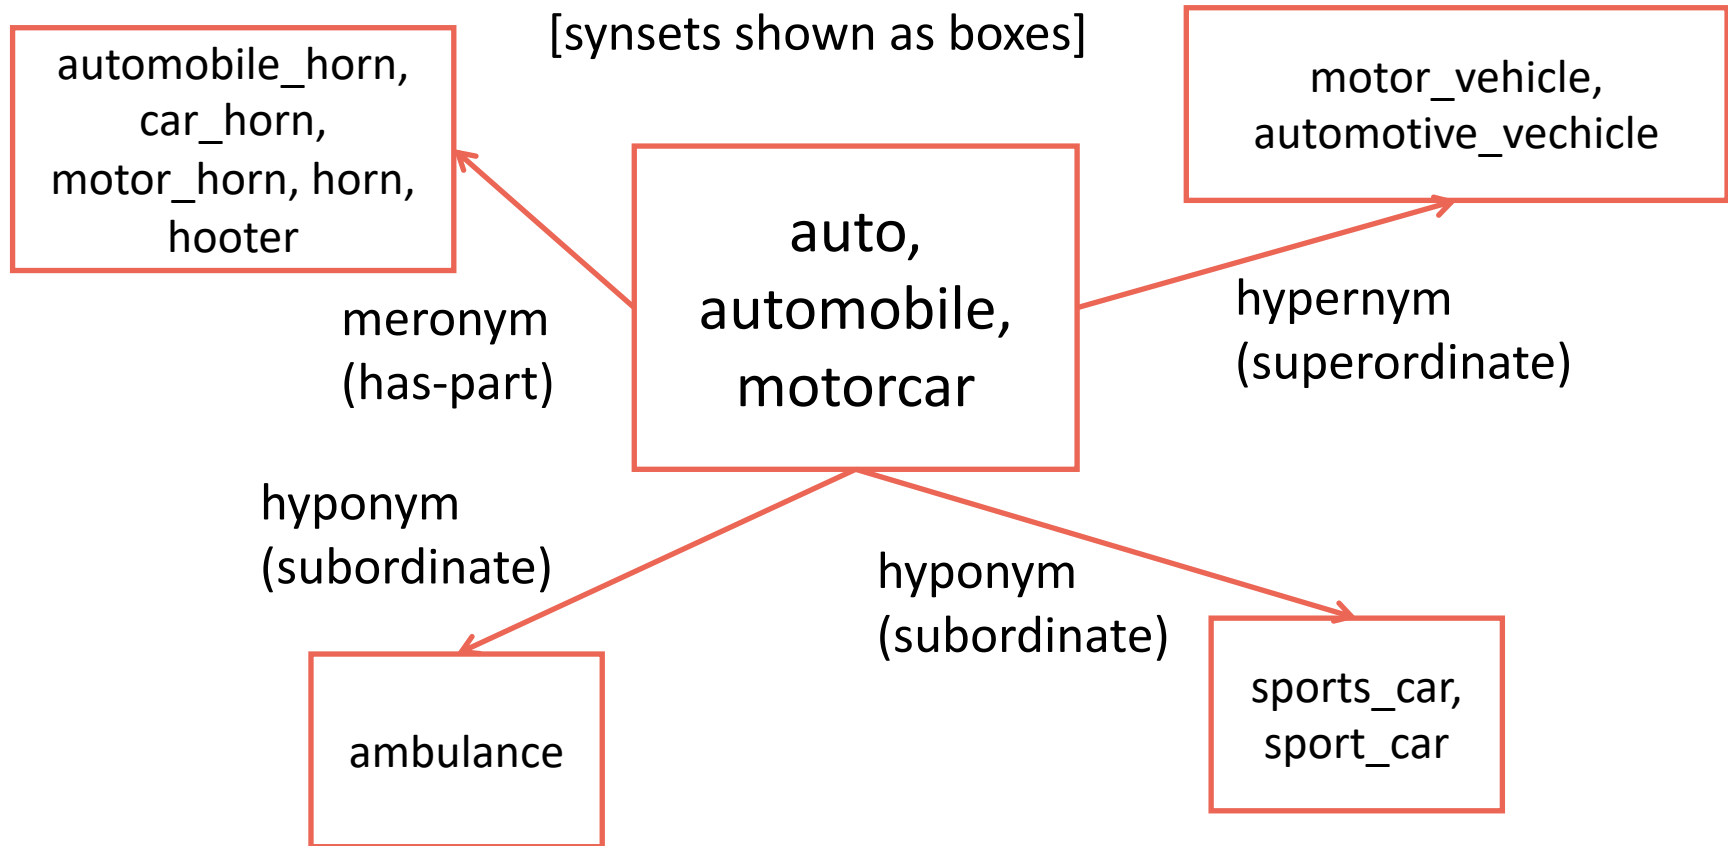 [synsets shown as boxes]
automobile_horn,
car_horn,
motor_horn, horn,
hooter
motor_vehicle,
automotive_vechicle
auto,
automobile,
motorcar
meronym
(has-part)
hypernym
(superordinate)
hyponym
(subordinate)
hyponym
(subordinate)
ambulance
sports_car,
sport_car